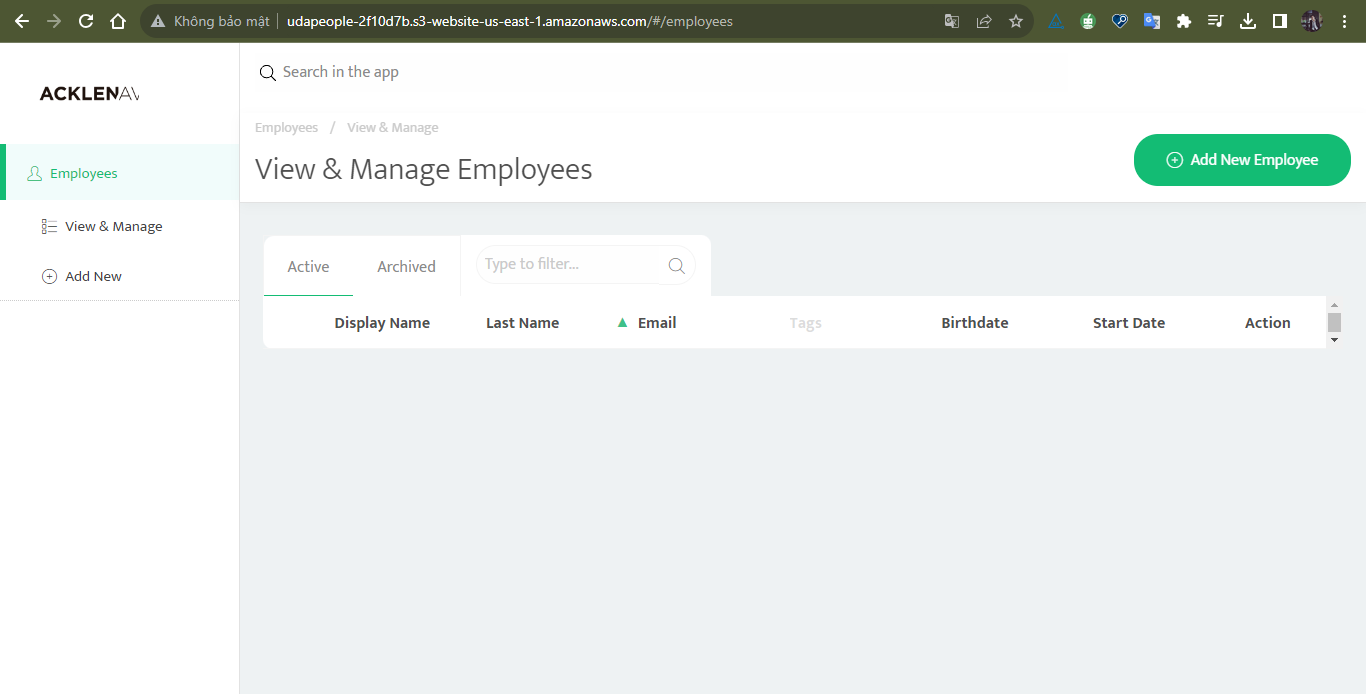 Không bảo mật udapeople-2f10d7b.s3-website-us-east-1.amazonaws.com/#/employees
ACKLENAV
Search in the app
Employees / View & Manage
View & Manage Employees
Add New Employee
Employees
View & Manage
Add New
Active Archived Type to filter...
Display Name Last Name Email Tags Birthdate Start Date Action